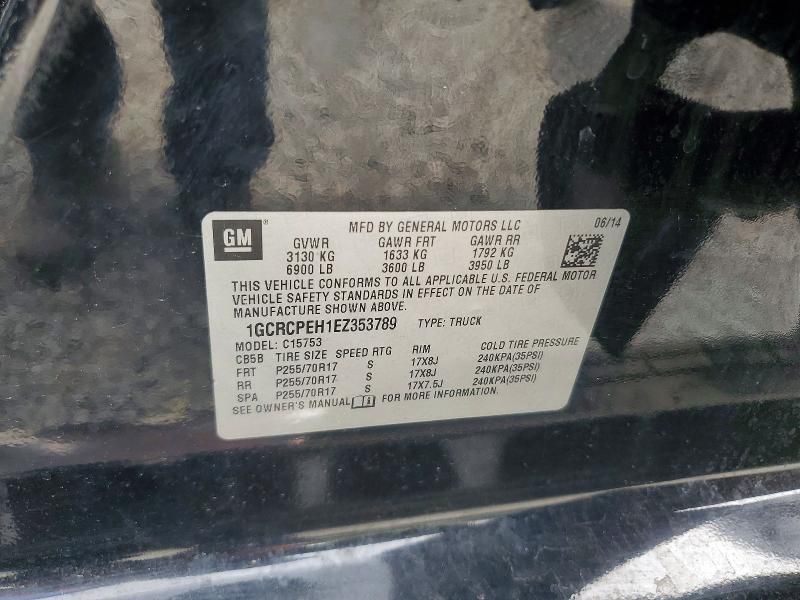 GM®
MFD BY GENERAL MOTORS LLC 06/14
GVWR GAWR FRT GAWR RR
3130 KG 1633 KG 1792 KG
6900 LB 3600 LB 3950 LB
THIS VEHICLE CONFORMS TO ALL APPLICABLE U.S. FEDERAL MOTOR
VEHICLE SAFETY STANDARDS IN EFFECT ON THE DATE OF
MANUFACTURE SHOWN ABOVE.
1GCRCPEH1EZ353789 TYPE: TRUCK
MODEL: C15753
CB5B TIRE SIZE SPEED RTG RIM COLD TIRE PRESSURE
FRT P255/70R17 S 17X8J 240KPA(35PSI)
RR P255/70R17 S 17X8J 240KPA(35PSI)
SPA P255/70R17 S 17X7.5J 240KPA(35PSI)
SEE OWNER'S MANUAL FOR MORE INFORMATION.